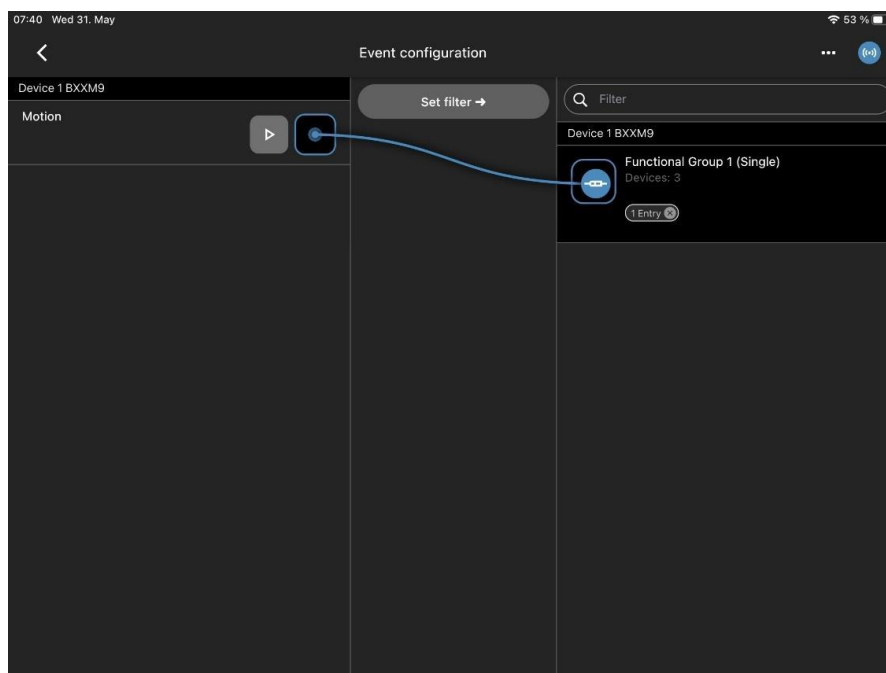 07:40 Wed 31. May
53 %
Event configuration
Device 1 BXXM9
Motion
Set filter ➔
Filter
Device 1 BXXM9
Functional Group 1 (Single)
Devices: 3
1 Entry